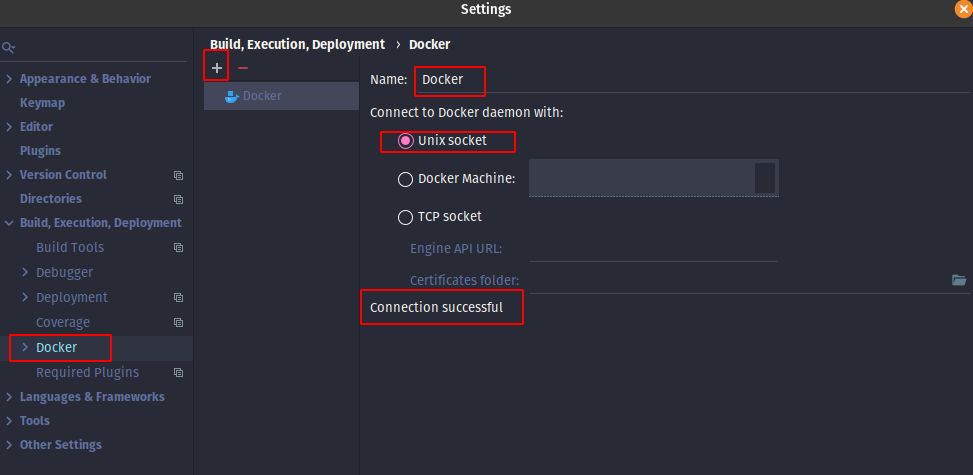 Settings
Build, Execution, Deployment › Docker
Appearance & Behavior
Keymap
Editor
Plugins
Version Control
Directories
Build, Execution, Deployment
Build Tools
Debugger
Deployment
Coverage
Docker
Required Plugins
Languages & Frameworks
Tools
Other Settings
Docker
Name: Docker
Connect to Docker daemon with:
Unix socket
Docker Machine:
TCP socket
Engine API URL:
Certificates folder:
Connection successful